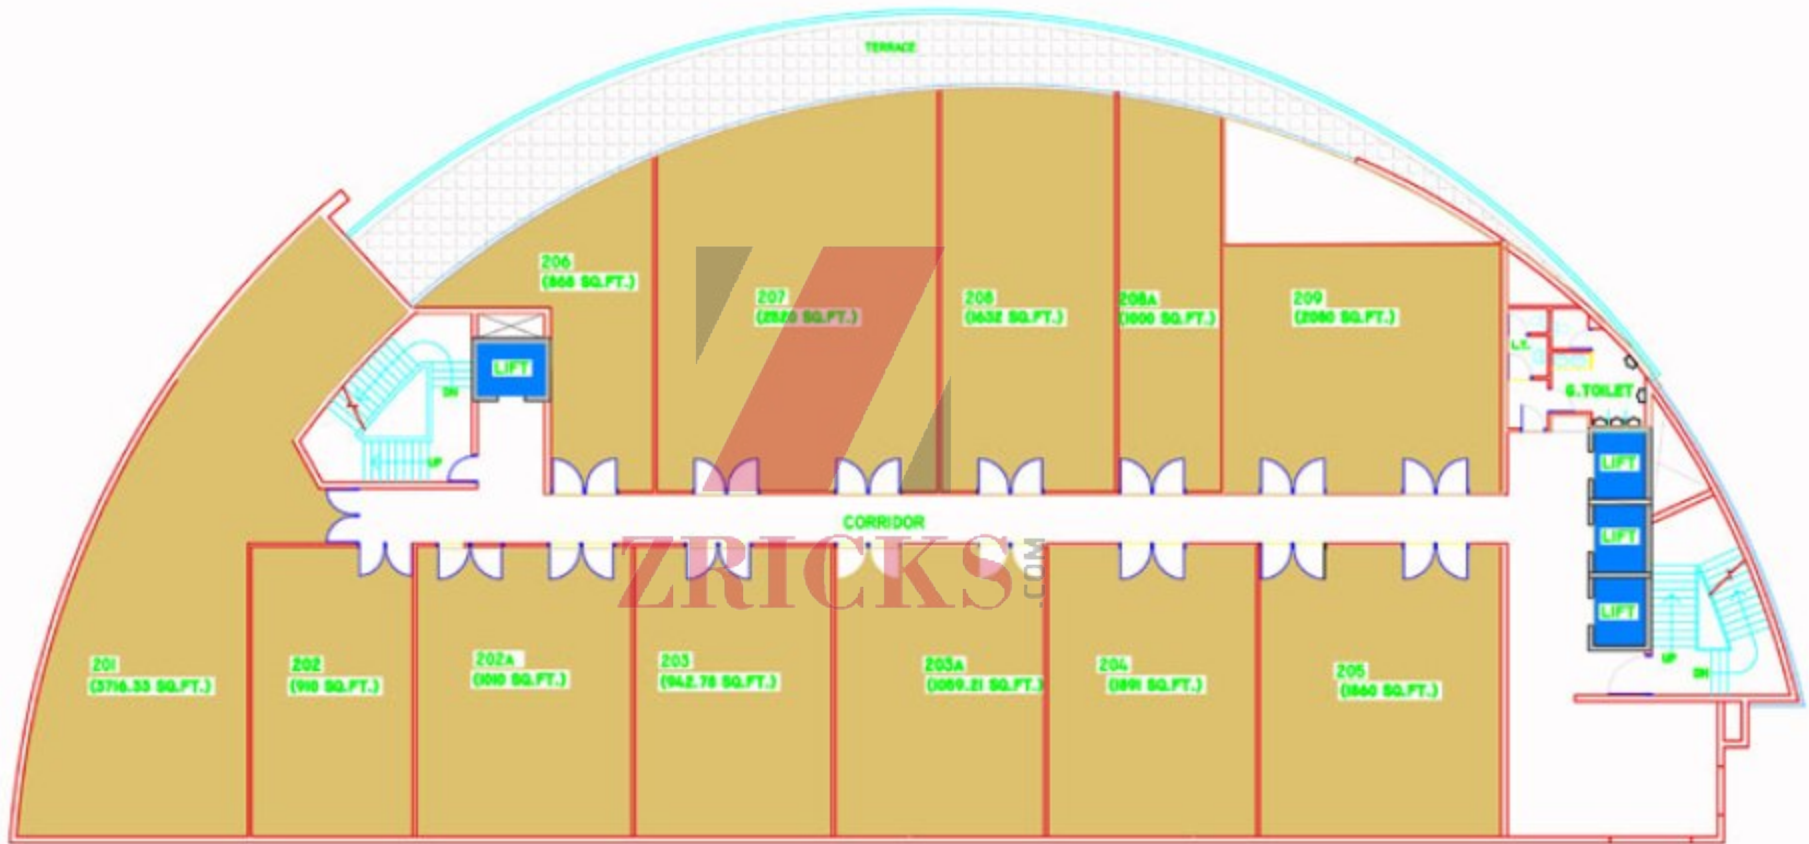 TERRACE
206
(868 SQ.FT.)
207
(2520 SQ.FT.)
208
(1632 SQ.FT.)
208A
(1000 SQ.FT.)
209
(2080 SQ.FT.)
LIFT
DN
UP
L.T.
G.TOILET
LIFT
LIFT
LIFT
UP
DN
CORRIDOR
ZRICKS.COM
201
(3716.33 SQ.FT.)
202
(910 SQ.FT.)
202A
(1010 SQ.FT.)
203
(942.78 SQ.FT.)
203A
(1089.21 SQ.FT.)
204
(1891 SQ.FT.)
205
(1860 SQ.FT.)